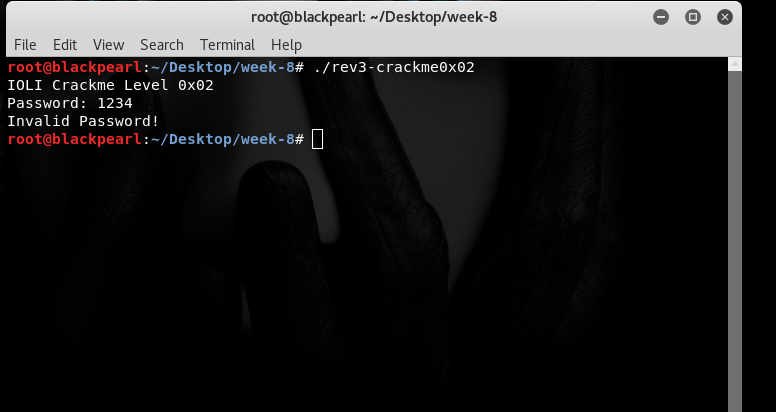 root@blackpearl: ~/Desktop/week-8
File Edit View Search Terminal Help
root@blackpearl:~/Desktop/week-8# ./rev3-crackme0x02
IOLI Crackme Level 0x02
Password: 1234
Invalid Password!
root@blackpearl:~/Desktop/week-8#